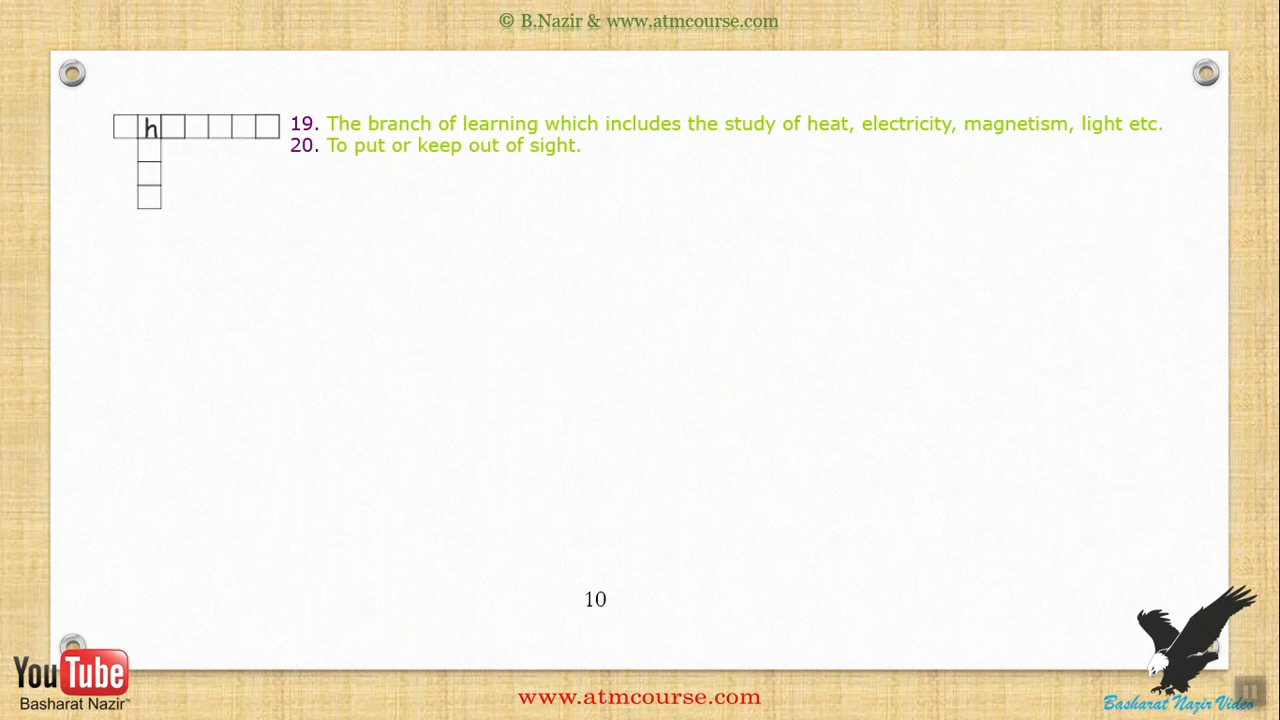 © B.Nazir & www.atmcourse.com
h
19. The branch of learning which includes the study of heat, electricity, magnetism, light etc.
20. To put or keep out of sight.
10
YouTube
Basharat Nazir™
www.atmcourse.com
Basharat Nazir Video